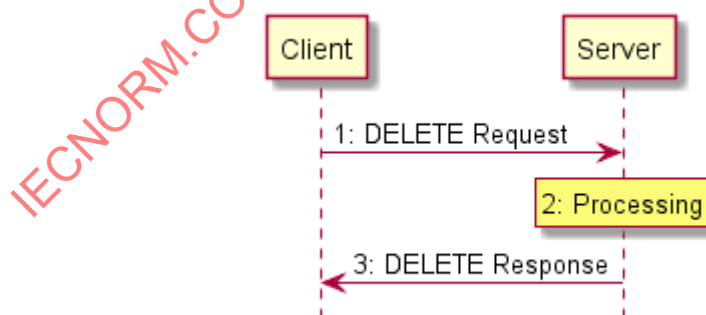 IECNORM.CO
Client
Server
1: DELETE Request
2: Processing
3: DELETE Response